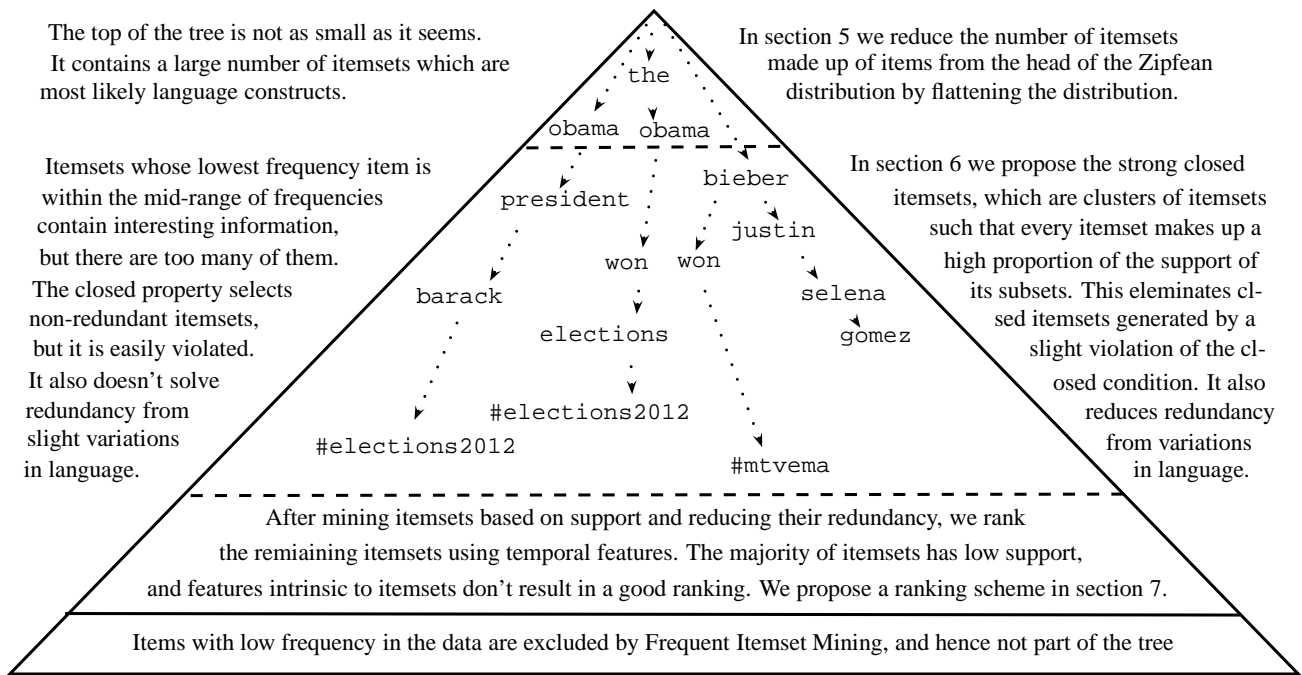 The top of the tree is not as small as it seems.
It contains a large number of itemsets which are
most likely language constructs.
In section 5 we reduce the number of itemsets
made up of items from the head of the Zipfean
distribution by flattening the distribution.
the
obama
obama
Itemsets whose lowest frequency item is
within the mid-range of frequencies
contain interesting information,
but there are too many of them.
The closed property selects
non-redundant itemsets,
but it is easily violated.
It also doesn't solve
redundancy from
slight variations
in language.
president
bieber
justin
won
won
barack
selena
elections
gomez
#elections2012
#elections2012
#mtvema
In section 6 we propose the strong closed
itemsets, which are clusters of itemsets
such that every itemset makes up a
high proportion of the support of
its subsets. This eleminates cl-
sed itemsets generated by a
slight violation of the cl-
osed condition. It also
reduces redundancy
from variations
in language.
After mining itemsets based on support and reducing their redundancy, we rank
the remiaining itemsets using temporal features. The majority of itemsets has low support,
and features intrinsic to itemsets don't result in a good ranking. We propose a ranking scheme in section 7.
Items with low frequency in the data are excluded by Frequent Itemset Mining, and hence not part of the tree